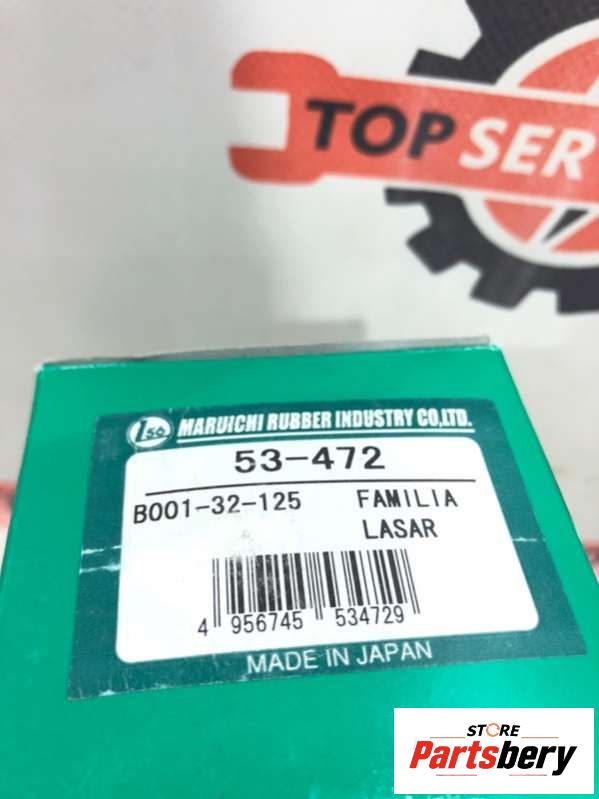 TOP SER
Iso MARUICHI RUBBER INDUSTRY CO,LTD.
53-472
B001-32-125 FAMILIA
LASAR
4 956745 534729
MADE IN JAPAN
STORE
Partsbery